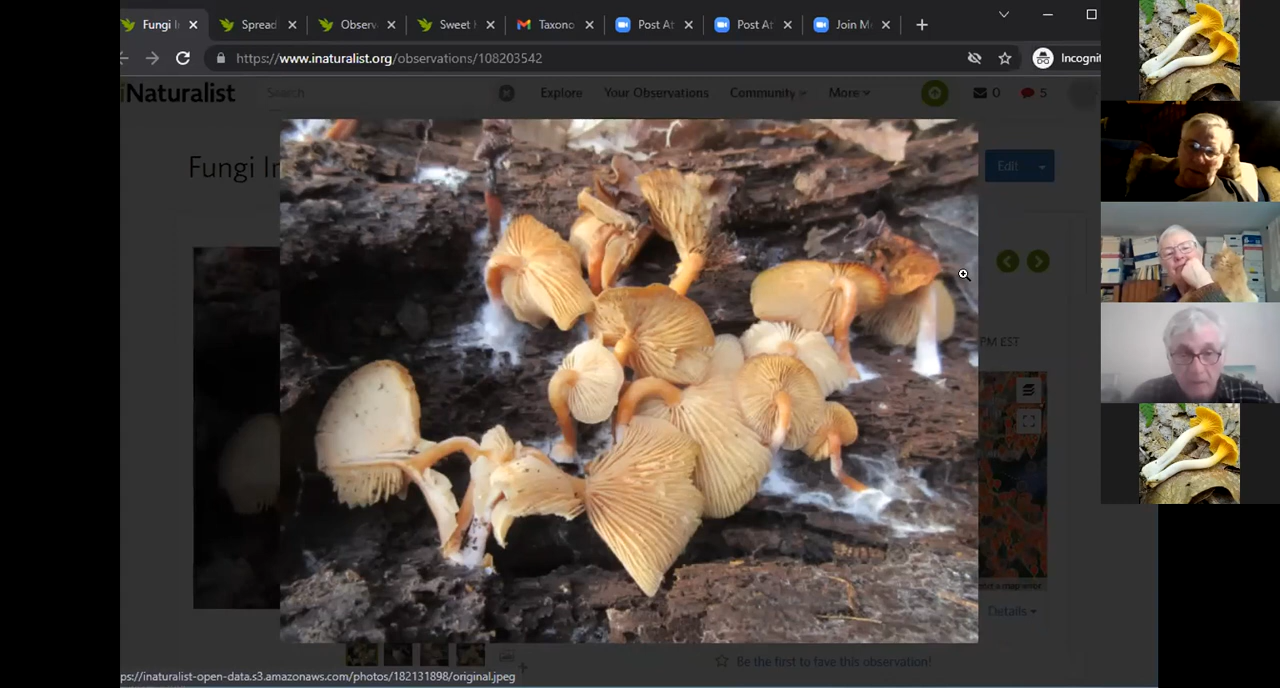 Fungi I
Spread
Observ
Sweet
Taxono
Post At
Post At
Join M
https://www.inaturalist.org/observations/108203542
Incognit
iNaturalist
Search
Explore
Your Observations
Community
More
0
5
Fungi I
Edit
PM EST
Details
Be the first to fave this observation!
ps://inaturalist-open-data.s3.amazonaws.com/photos/182131898/original.jpeg